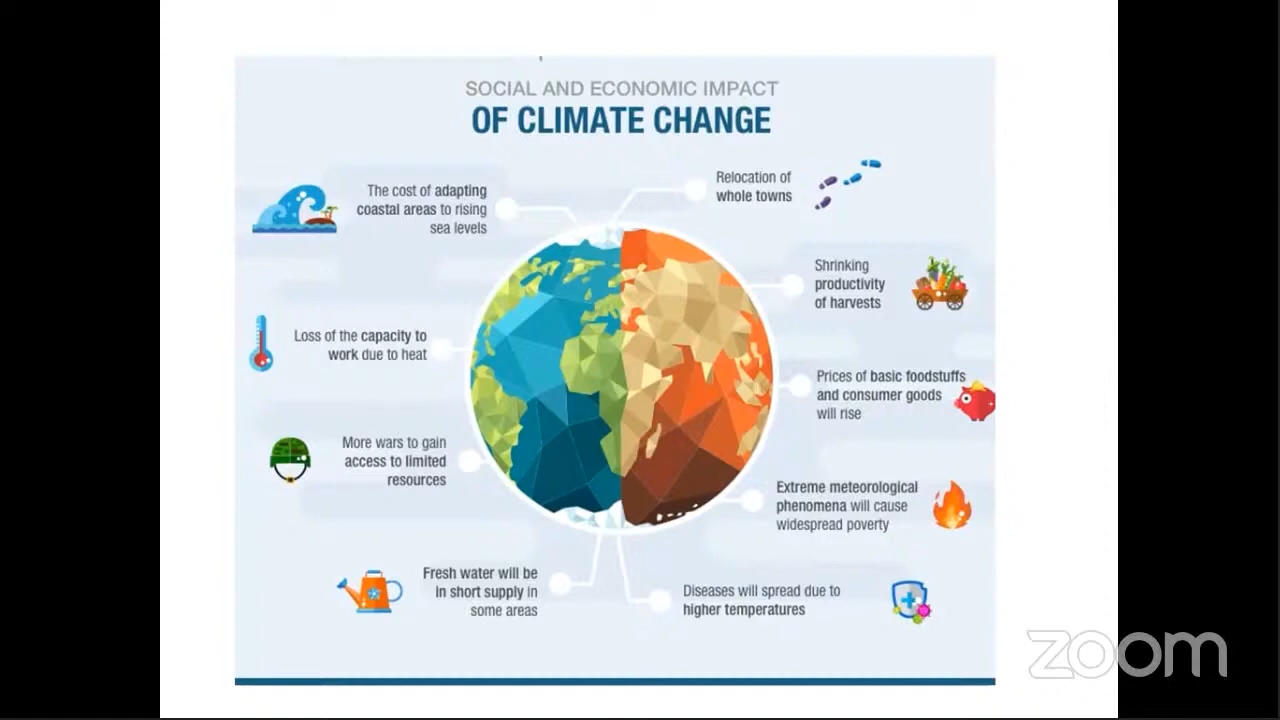 SOCIAL AND ECONOMIC IMPACT
OF CLIMATE CHANGE
The cost of adapting
coastal areas to rising
sea levels
Loss of the capacity to
work due to heat
More wars to gain
access to limited
resources
Fresh water will be
in short supply in
some areas
Relocation of
whole towns
Shrinking
productivity
of harvests
Prices of basic foodstuffs
and consumer goods
will rise
Extreme meteorological
phenomena will cause
widespread poverty
Diseases will spread due to
higher temperatures
zoom